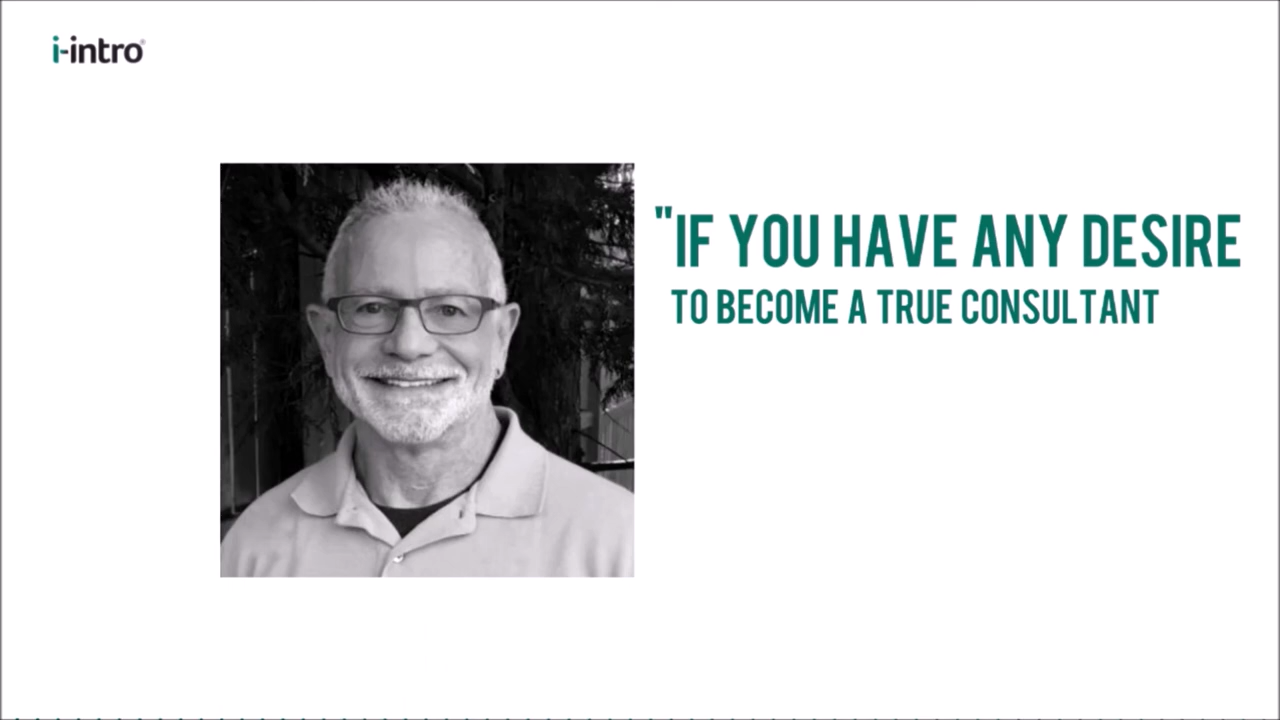 i-intro®
"IF YOU HAVE ANY DESIRE
TO BECOME A TRUE CONSULTANT